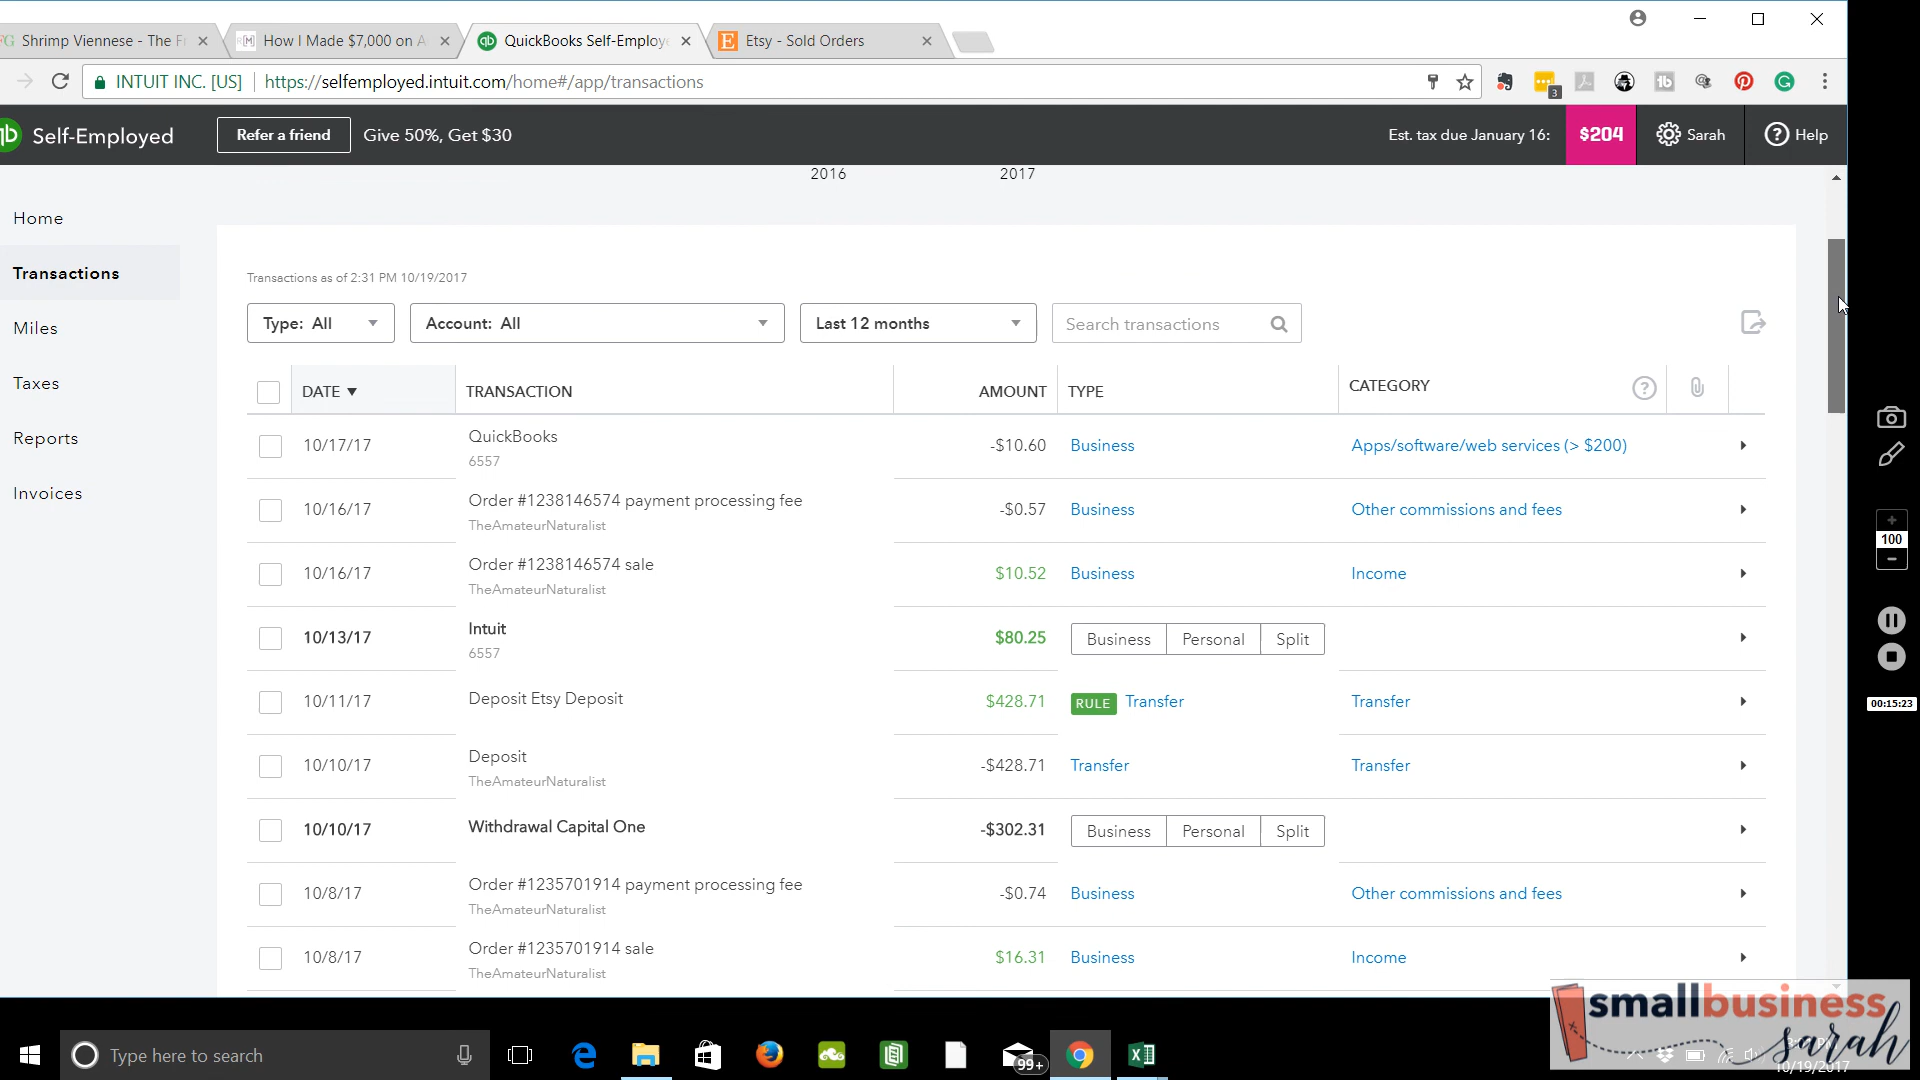 Shrimp Viennese - The Fr
How I Made $7,000 on A
QuickBooks Self-Employe
Etsy - Sold Orders
INTUIT INC. [US]
https://selfemployed.intuit.com/home#/app/transactions
3
Self-Employed
Refer a friend
Give 50%, Get $30
Est. tax due January 16:
$204
Sarah
Help
2016
2017
Home
Transactions
Miles
Taxes
Reports
Invoices
Transactions as of 2:31 PM 10/19/2017
Type: All
Account: All
Last 12 months
Search transactions
DATE ▼ TRANSACTION AMOUNT TYPE CATEGORY
10/17/17 QuickBooks -$10.60 Business Apps/software/web services (> $200)
6557
10/16/17 Order #1238146574 payment processing fee -$0.57 Business Other commissions and fees
TheAmateurNaturalist
10/16/17 Order #1238146574 sale $10.52 Business Income
TheAmateurNaturalist
10/13/17 Intuit $80.25 Business Personal Split
6557
10/11/17 Deposit Etsy Deposit $428.71 RULE Transfer Transfer
10/10/17 Deposit -$428.71 Transfer Transfer
TheAmateurNaturalist
10/10/17 Withdrawal Capital One -$302.31 Business Personal Split
10/8/17 Order #1235701914 payment processing fee -$0.74 Business Other commissions and fees
TheAmateurNaturalist
10/8/17 Order #1235701914 sale $16.31 Business Income
TheAmateurNaturalist
100
00:15:23
smallbusiness
sarah
Type here to search
99+
10/19/2017